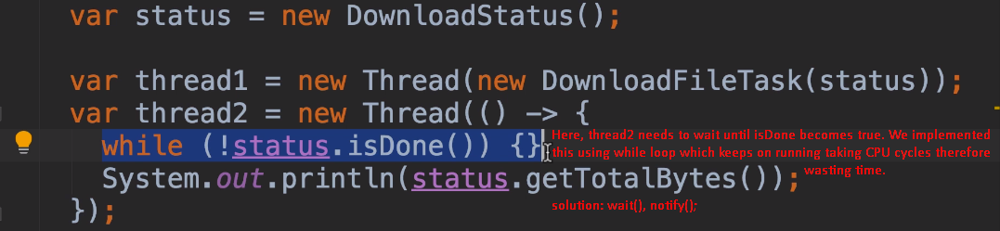 var status = new DownloadStatus();
var thread1 = new Thread(new DownloadFileTask(status));
var thread2 = new Thread(() -> {
while (!status.isDone()) {}
Here, thread2 needs to wait until isDone becomes true. We implemented
this using while loop which keeps on running taking CPU cycles therefore
wasting time.
System.out.println(status.getTotalBytes());
solution: wait(), notify();
});